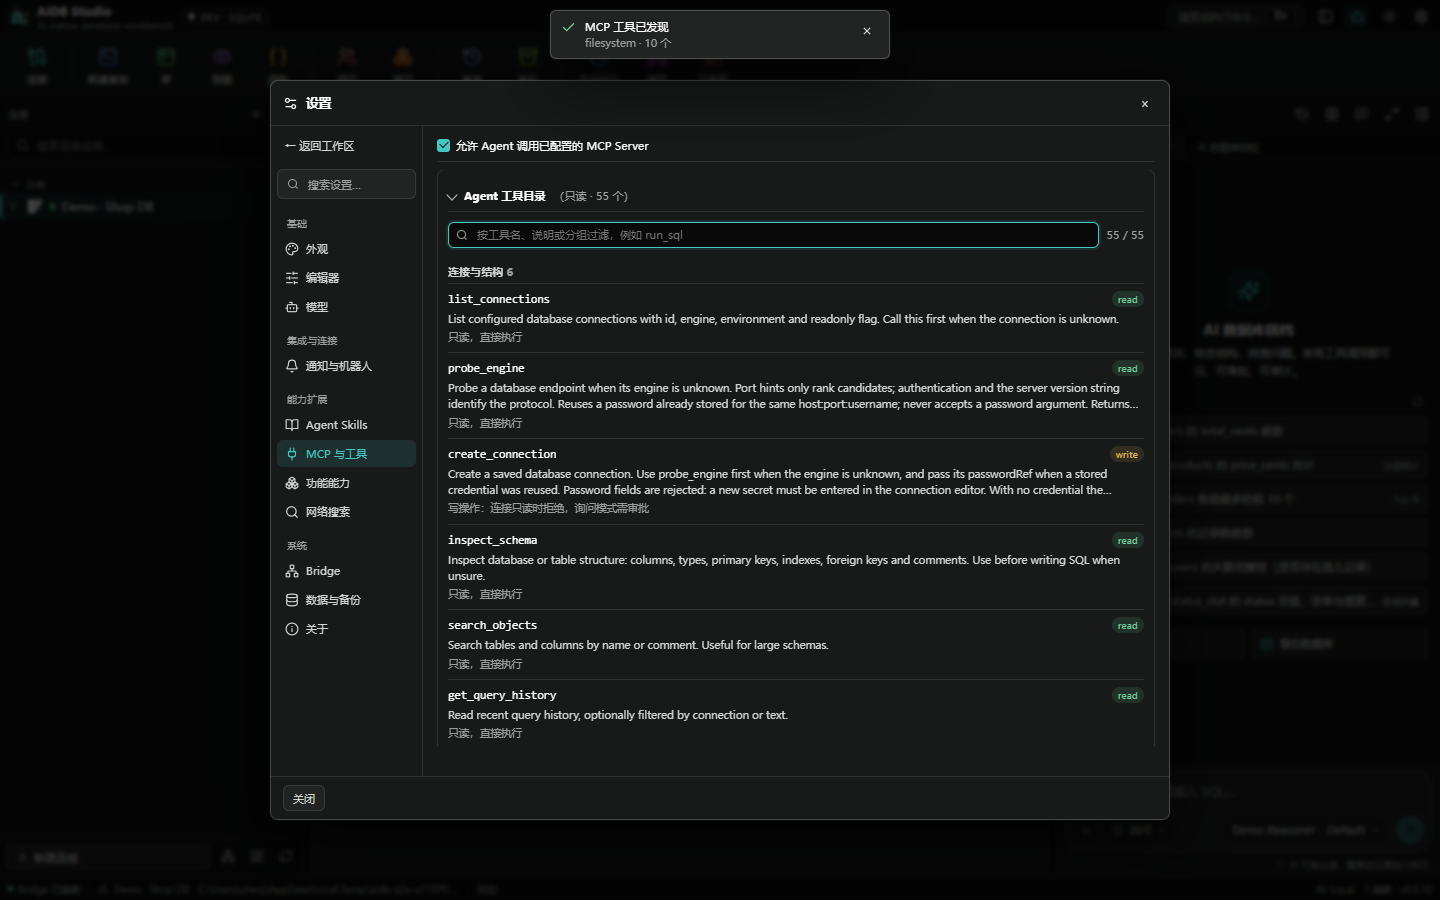 AIDB Studio
MCP 工具已发现
filesystem · 10 个
设置
返回工作区
搜索设置...
基础
外观
编辑器
模型
集成与连接
通知与机器人
能力扩展
Agent Skills
MCP 与工具
功能能力
网络搜索
系统
Bridge
数据与备份
关于
允许 Agent 调用已配置的 MCP Server
Agent 工具目录 (只读 · 55 个)
按工具名、说明或分组过滤，例如 run_sql
55 / 55
连接与结构 6
list_connections
read
List configured database connections with id, engine, environment and readonly flag. Call this first when the connection is unknown.
只读，直接执行
probe_engine
read
Probe a database endpoint when its engine is unknown. Port hints only rank candidates; authentication and the server version string
identify the protocol. Reuses a password already stored for the same host:port:username; never accepts a password argument. Returns...
只读，直接执行
create_connection
write
Create a saved database connection. Use probe_engine first when the engine is unknown, and pass its passwordRef when a stored
credential was reused. Password fields are rejected: a new secret must be entered in the connection editor. With no credential the...
写操作：连接只读时拒绝，询问模式需审批
inspect_schema
read
Inspect database or table structure: columns, types, primary keys, indexes, foreign keys and comments. Use before writing SQL when
unsure.
只读，直接执行
search_objects
read
Search tables and columns by name or comment. Useful for large schemas.
只读，直接执行
get_query_history
read
Read recent query history, optionally filtered by connection or text.
只读，直接执行
关闭
Demo · Shop DB